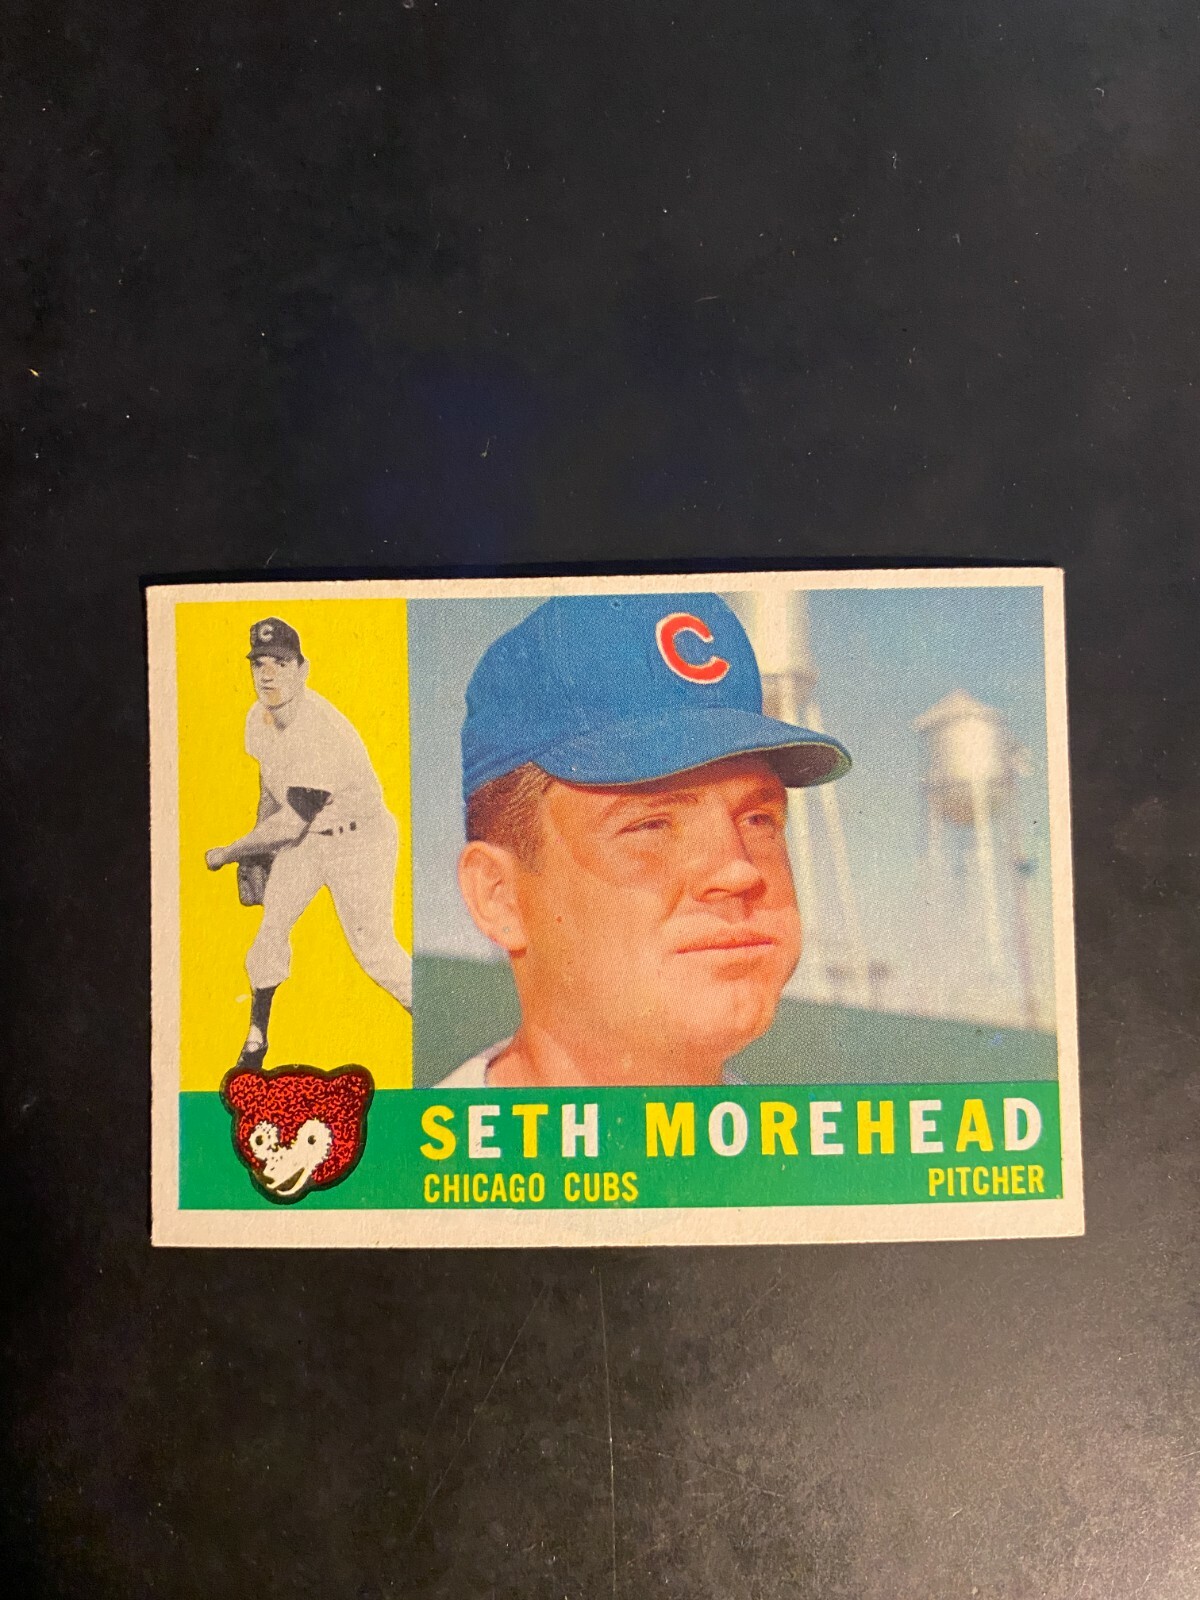 C
C
SETH MOREHEAD
CHICAGO CUBS
PITCHER